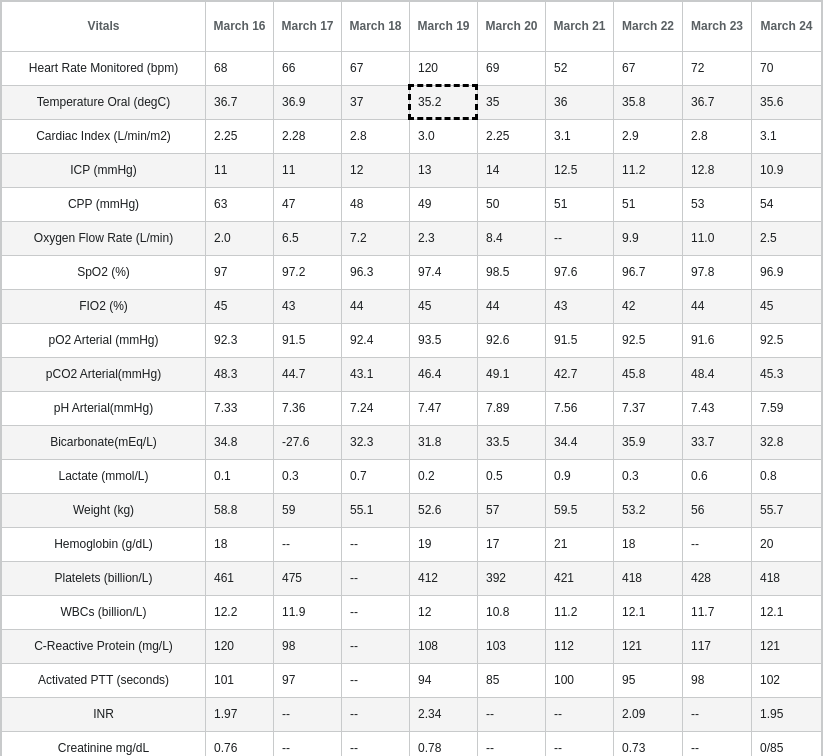 Vitals March 16 March 17 March 18 March 19 March 20 March 21 March 22 March 23 March 24
Heart Rate Monitored (bpm) 68 66 67 120 69 52 67 72 70
Temperature Oral (degC) 36.7 36.9 37 35.2 35 36 35.8 36.7 35.6
Cardiac Index (L/min/m2) 2.25 2.28 2.8 3.0 2.25 3.1 2.9 2.8 3.1
ICP (mmHg) 11 11 12 13 14 12.5 11.2 12.8 10.9
CPP (mmHg) 63 47 48 49 50 51 51 53 54
Oxygen Flow Rate (L/min) 2.0 6.5 7.2 2.3 8.4 -- 9.9 11.0 2.5
SpO2 (%) 97 97.2 96.3 97.4 98.5 97.6 96.7 97.8 96.9
FIO2 (%) 45 43 44 45 44 43 42 44 45
pO2 Arterial (mmHg) 92.3 91.5 92.4 93.5 92.6 91.5 92.5 91.6 92.5
pCO2 Arterial(mmHg) 48.3 44.7 43.1 46.4 49.1 42.7 45.8 48.4 45.3
pH Arterial(mmHg) 7.33 7.36 7.24 7.47 7.89 7.56 7.37 7.43 7.59
Bicarbonate(mEq/L) 34.8 -27.6 32.3 31.8 33.5 34.4 35.9 33.7 32.8
Lactate (mmol/L) 0.1 0.3 0.7 0.2 0.5 0.9 0.3 0.6 0.8
Weight (kg) 58.8 59 55.1 52.6 57 59.5 53.2 56 55.7
Hemoglobin (g/dL) 18 -- -- 19 17 21 18 -- 20
Platelets (billion/L) 461 475 -- 412 392 421 418 428 418
WBCs (billion/L) 12.2 11.9 -- 12 10.8 11.2 12.1 11.7 12.1
C-Reactive Protein (mg/L) 120 98 -- 108 103 112 121 117 121
Activated PTT (seconds) 101 97 -- 94 85 100 95 98 102
INR 1.97 -- -- 2.34 -- -- 2.09 -- 1.95
Creatinine mg/dL 0.76 -- -- 0.78 -- -- 0.73 -- 0/85